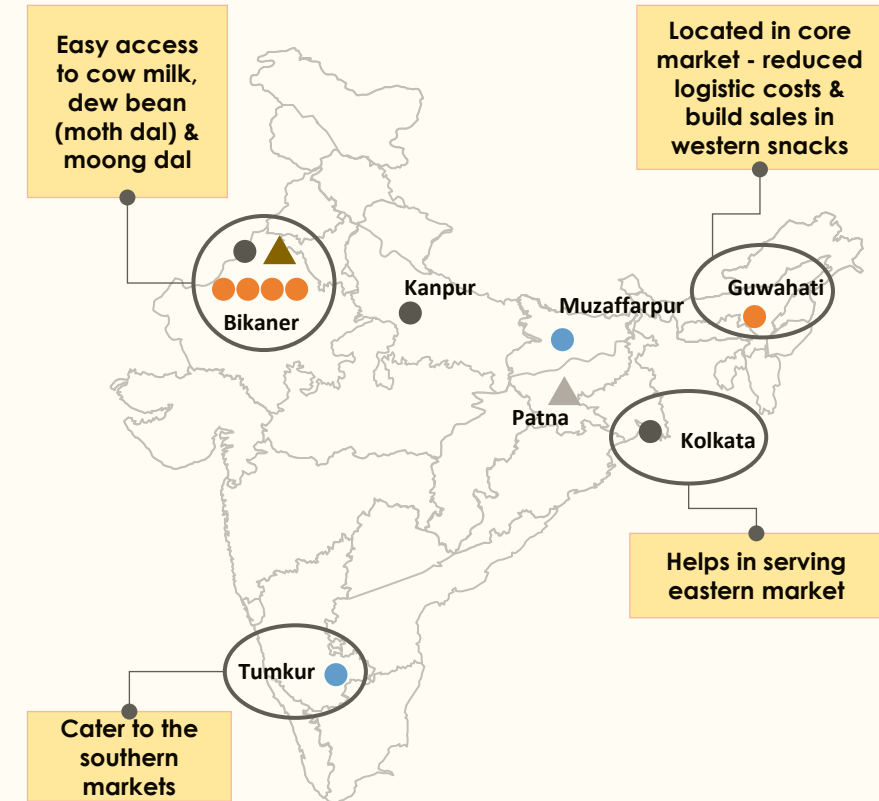 Easy access
to cow milk,
dew bean
(moth dal) &
moong dal
Located in core
market - reduced
logistic costs &
build sales in
western snacks
Bikaner
Kanpur
Muzaffarpur
Guwahati
Patna
Kolkata
Helps in serving
eastern market
Tumkur
Cater to the
southern
markets